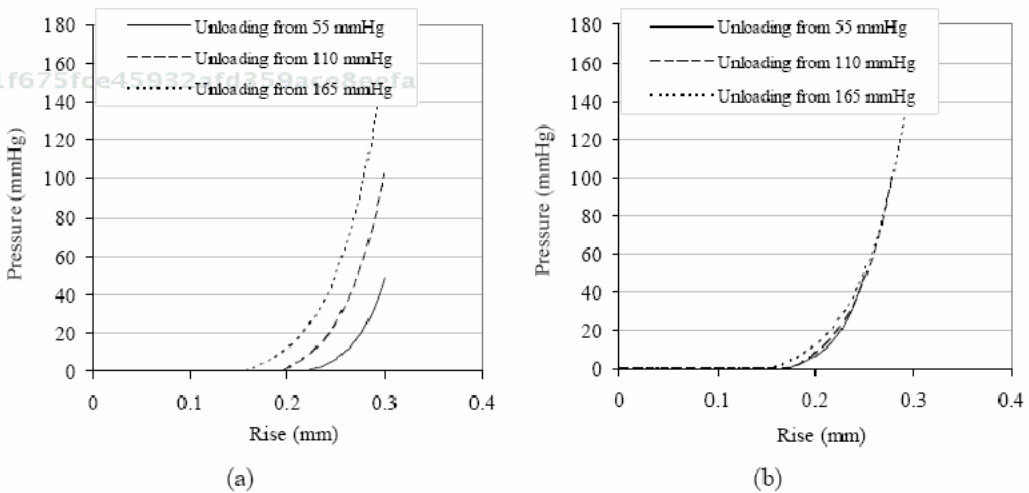 180
160
140
120
100
80
60
40
20
0
Pressure (mmHg)
Unloading from 55 mmHg
Unloading from 110 mmHg
Unloading from 165 mmHg
0 0.1 0.2 0.3 0.4
Rise (mm)
(a)
180
160
140
120
100
80
60
40
20
0
Pressure (mmHg)
Unloading from 55 mmHg
Unloading from 110 mmHg
Unloading from 165 mmHg
0 0.1 0.2 0.3 0.4
Rise (mm)
(b)